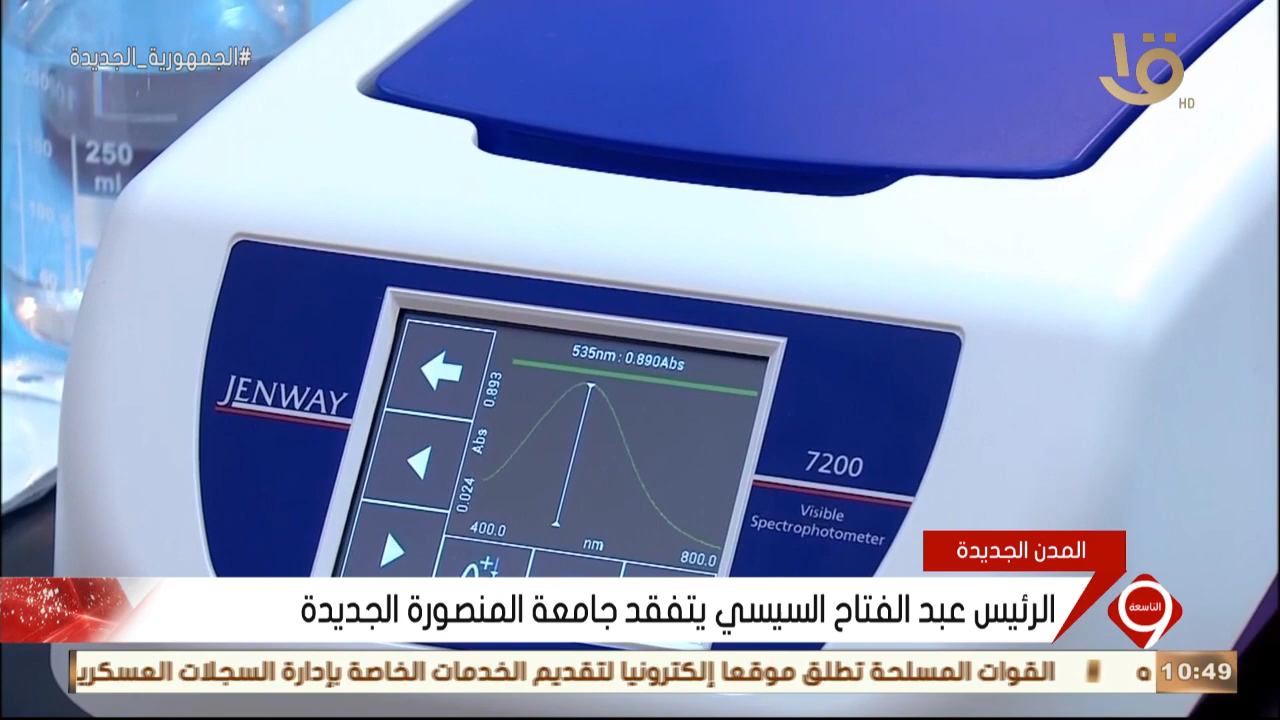 #الجمهورية_الجديدة
HD
250
ml
JENWAY
535nm : 0.890Abs
0.893
Abs
0.024
400.0
nm
800.0
7200
Visible
Spectrophotometer
المدن الجديدة
التاسعة
الرئيس عبد الفتاح السيسي يتفقد جامعة المنصورة الجديدة
10:49
القوات المسلحة تطلق موقعا إلكترونيا لتقديم الخدمات الخاصة بإدارة السجلات العسكري